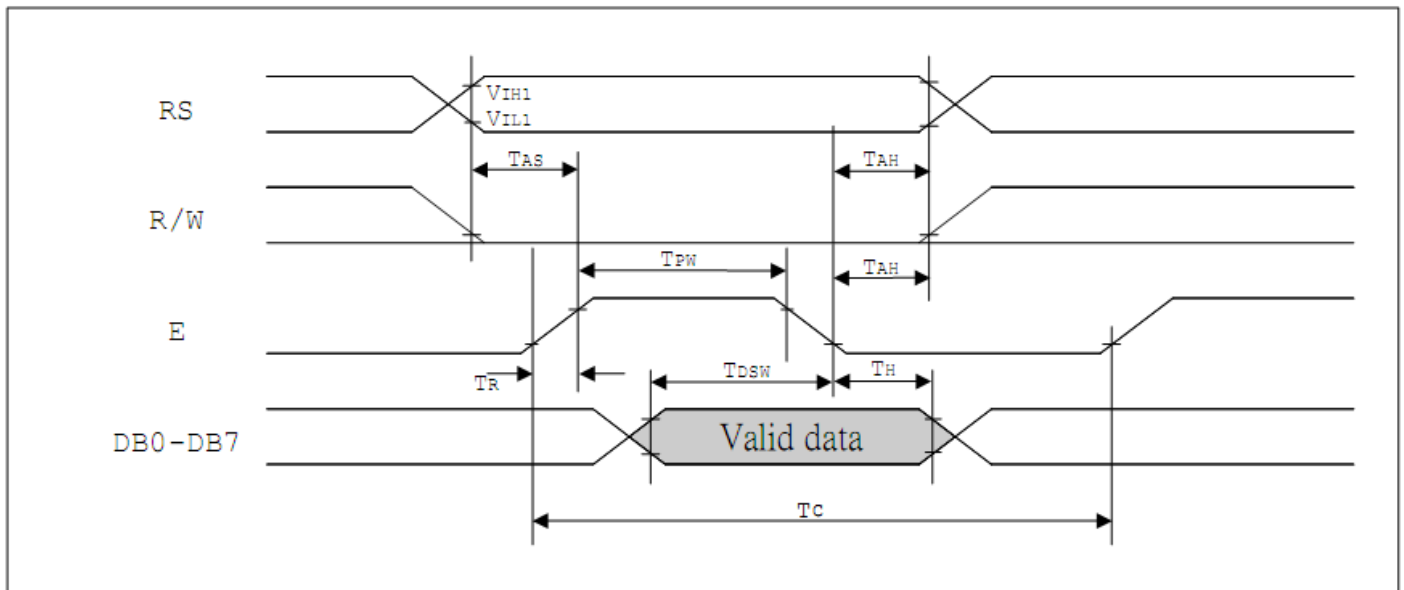 RS
VIH1
VIL1
TAS
TAH
R/W
TPW
TAH
E
TR
TDSW
TH
DB0-DB7
Valid data
TC